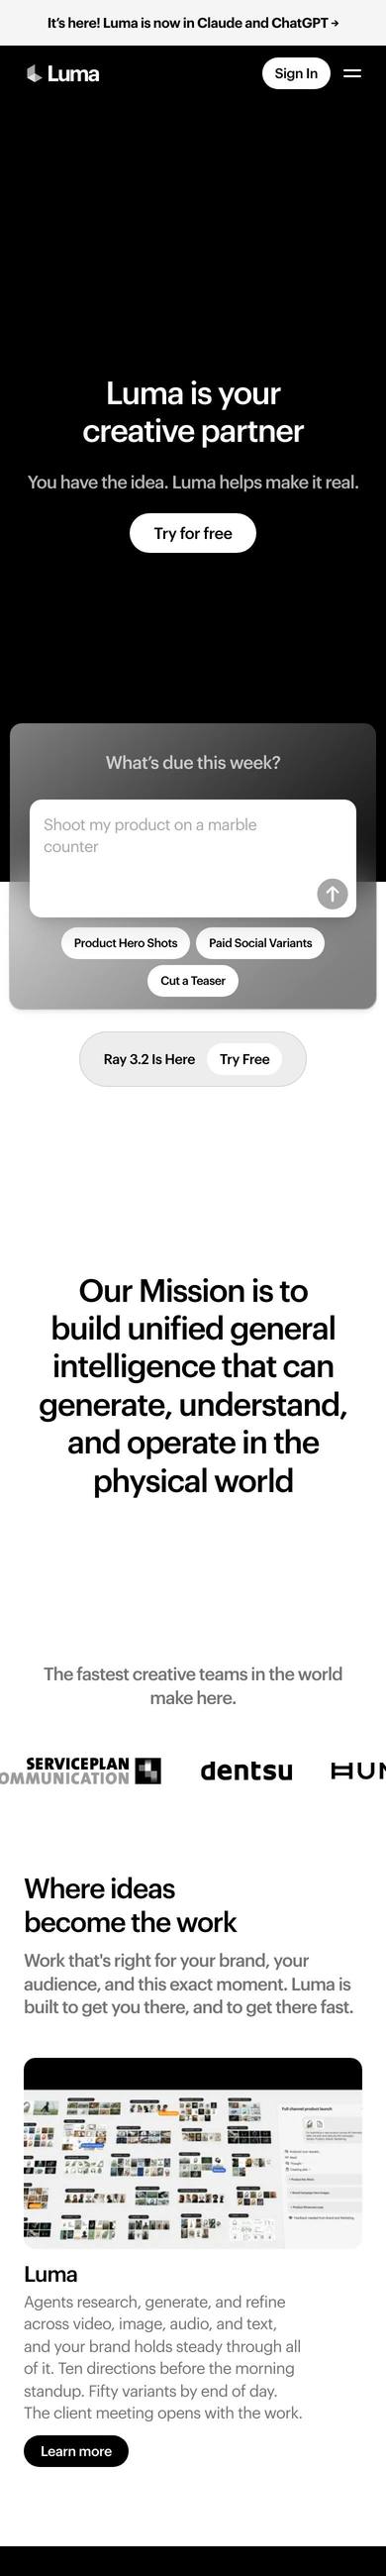 It's here! Luma is now in Claude and ChatGPT →
Luma
Sign In
Luma is your
creative partner
You have the idea. Luma helps make it real.
Try for free
What's due this week?
Shoot my product on a marble
counter
Product Hero Shots
Paid Social Variants
Cut a Teaser
Ray 3.2 Is Here
Try Free
Our Mission is to
build unified general
intelligence that can
generate, understand,
and operate in the
physical world
The fastest creative teams in the world
make here.
SERVICEPLAN
OMMUNICATION
dentsu
HUN
Where ideas
become the work
Work that's right for your brand, your
audience, and this exact moment. Luma is
built to get you there, and to get there fast.
Full channel product launch
Luma
Agents research, generate, and refine
across video, image, audio, and text,
and your brand holds steady through all
of it. Ten directions before the morning
standup. Fifty variants by end of day.
The client meeting opens with the work.
Learn more